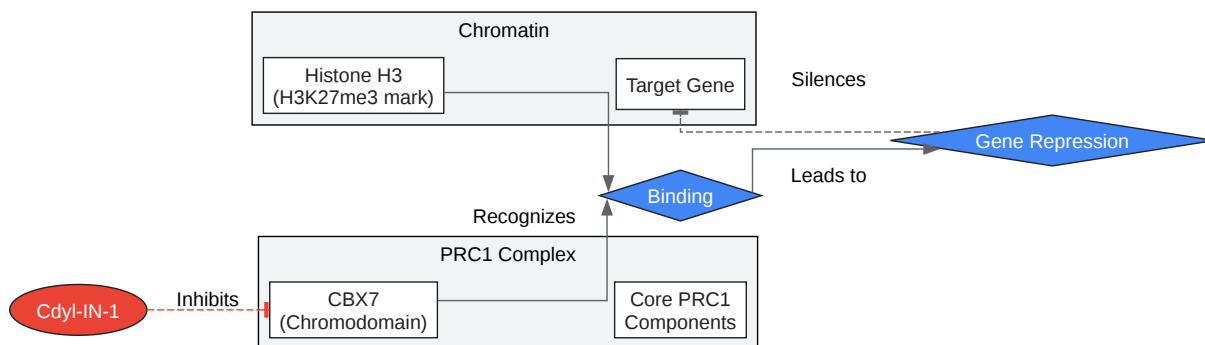 Chromatin
Histone H3
(H3K27me3 mark)
Target Gene
Silences
Gene Repression
Leads to
Binding
Recognizes
PRC1 Complex
Cdyl-IN-1
Inhibits
CBX7
(Chromodomain)
Core PRC1
Components